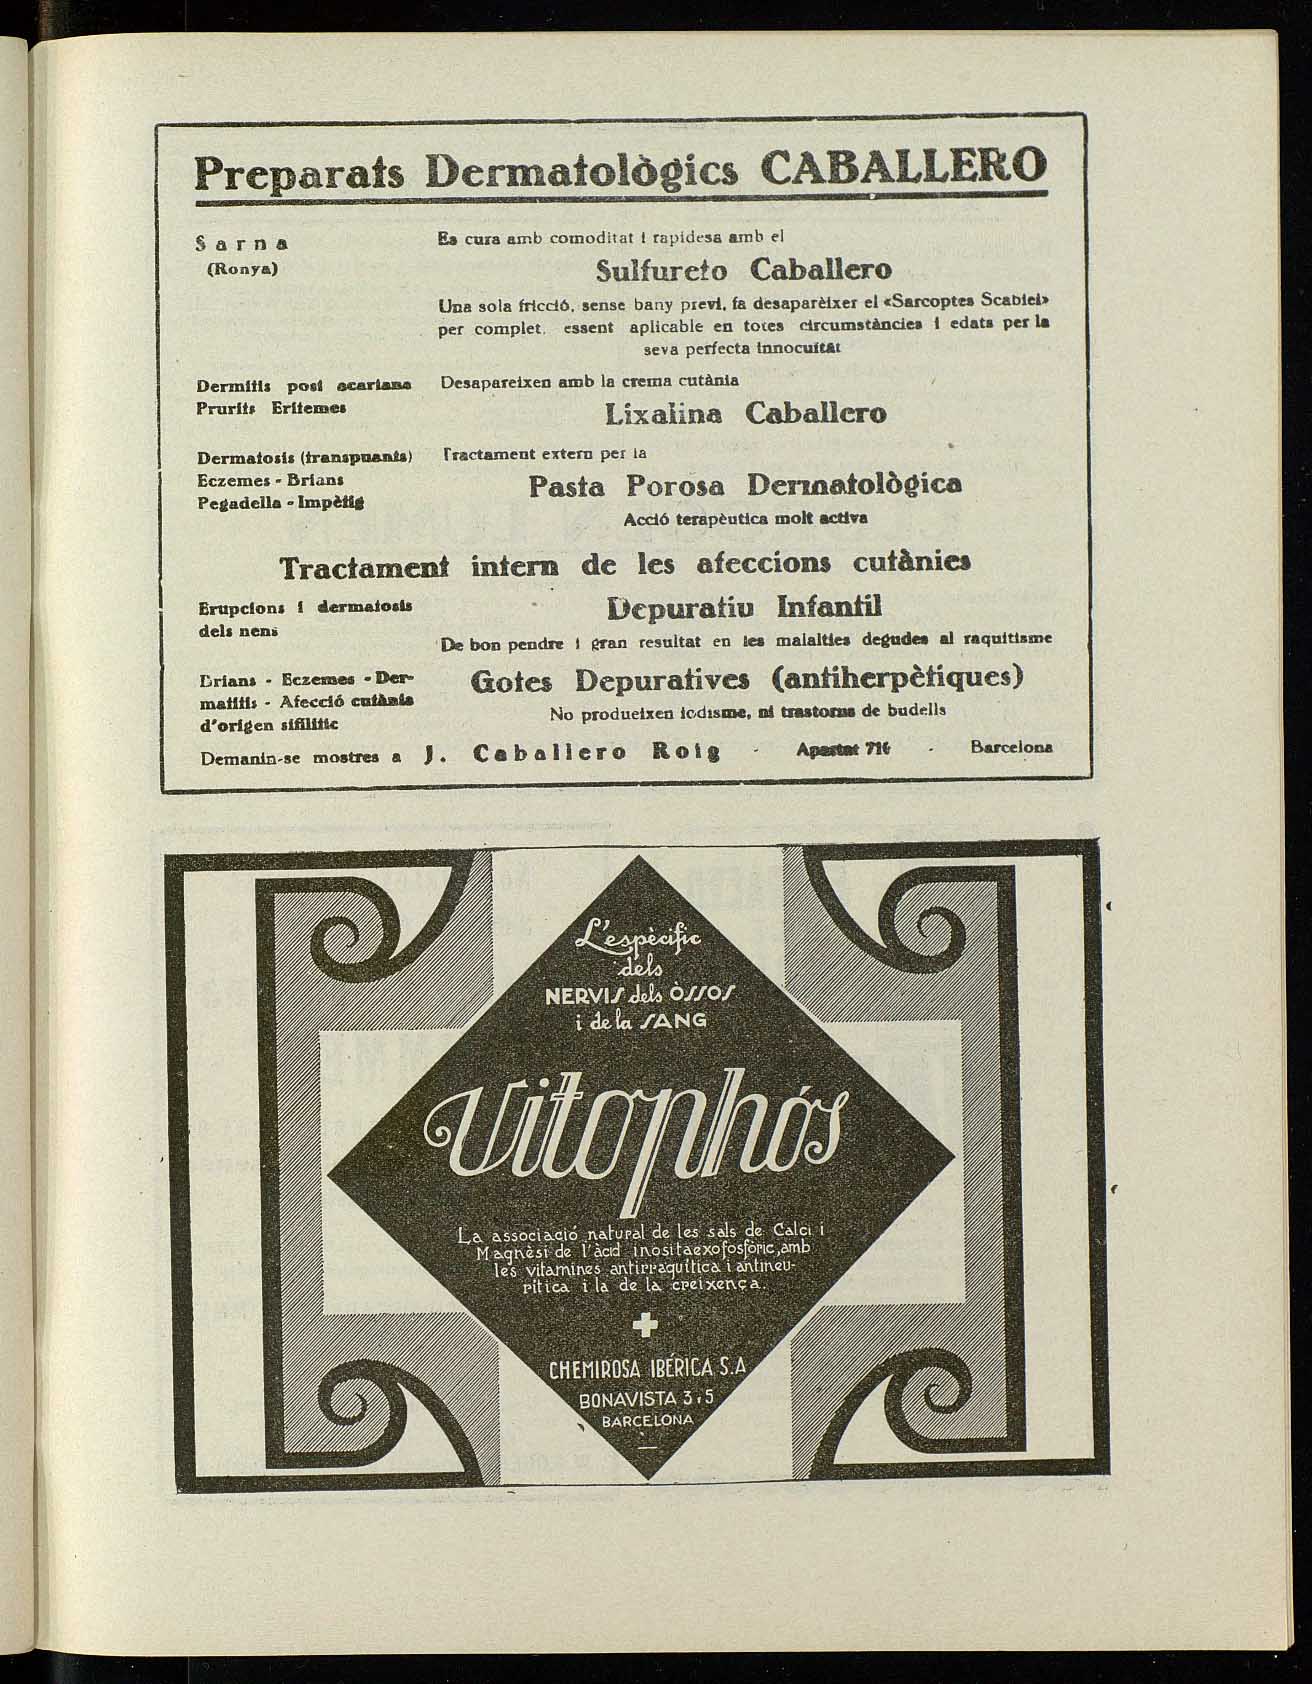 Preparats Dermatològics CABALLERO
Sarna
(Ronya)
Es cura amb comoditat i rapidesa amb el
Sulfureto Caballero
Una sola fricció, sense bany previ, fa desaparèixer el «Sarcoptes Scabiei»
per complet, essent aplicable en totes circumstàncies i edats per la
seva perfecta innocuitat
Dermitis post acariana
Prurits Eritemes
Desapareixen amb la crema cutània
Lixalina Caballero
Dermatosis (transpuants)
Eczemes - Brians
Pegadella - Impètig
Tractament extern per la
Pasta Porosa Dermatològica
Acció terapèutica molt activa
Tractament intern de les afeccions cutànies
Erupcions i dermatosis
dels nens
Depuratiu Infantil
De bon pendre i gran resultat en les malalties degudes al raquitisme
Brians - Eczemes - Der-
matitis - Afecció cutània
d'origen sifilític
Gotes Depuratives (antiherpètiques)
No produeixen iodisme, ni trastorns de budells
Demanin-se mostres a J. Caballero Roig - Apartat 710 - Barcelona
L'espècific
dels
NERVIS dels ÒSSOS
i de la SANG
Vitophós
La associació natural de les sals de Calci i
Magnèsi de l'àcid inositaexofosfòric, amb
les vitamines antirraquítica i antineu-
rítica i la de la creixença.
CHEMIROSA IBÉRICA S.A
BONAVISTA 3 i 5
BARCELONA